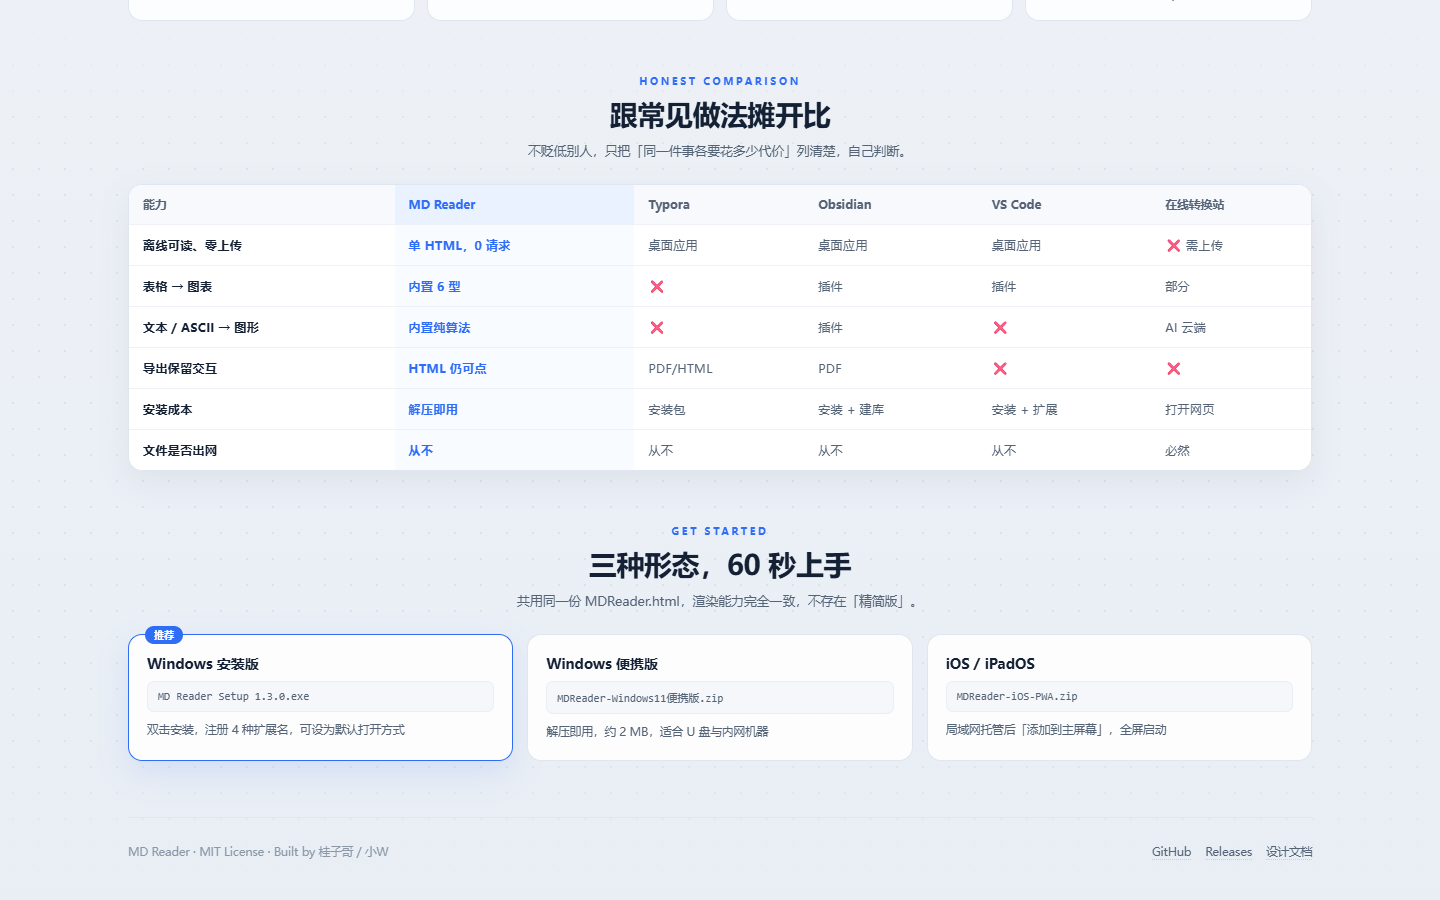 HONEST COMPARISON
跟常见做法摊开比
不贬低别人，只把「同一件事各要花多少代价」列清楚，自己判断。
能力 MD Reader Typora Obsidian VS Code 在线转换站
离线可读、零上传 单 HTML，0 请求 桌面应用 桌面应用 桌面应用 ❌ 需上传
表格 → 图表 内置 6 型 ❌ 插件 插件 部分
文本 / ASCII → 图形 内置纯算法 ❌ 插件 ❌ AI 云端
导出保留交互 HTML 仍可点 PDF/HTML PDF ❌ ❌
安装成本 解压即用 安装包 安装 + 建库 安装 + 扩展 打开网页
文件是否出网 从不 从不 从不 从不 必然
GET STARTED
三种形态，60 秒上手
共用同一份 MDReader.html，渲染能力完全一致，不存在「精简版」。
推荐
Windows 安装版
MD Reader Setup 1.3.0.exe
双击安装，注册 4 种扩展名，可设为默认打开方式
Windows 便携版
MDReader-Windows11便携版.zip
解压即用，约 2 MB，适合 U 盘与内网机器
iOS / iPadOS
MDReader-iOS-PWA.zip
局域网托管后「添加到主屏幕」，全屏启动
MD Reader · MIT License · Built by 桂子哥 / 小W
GitHub Releases 设计文档